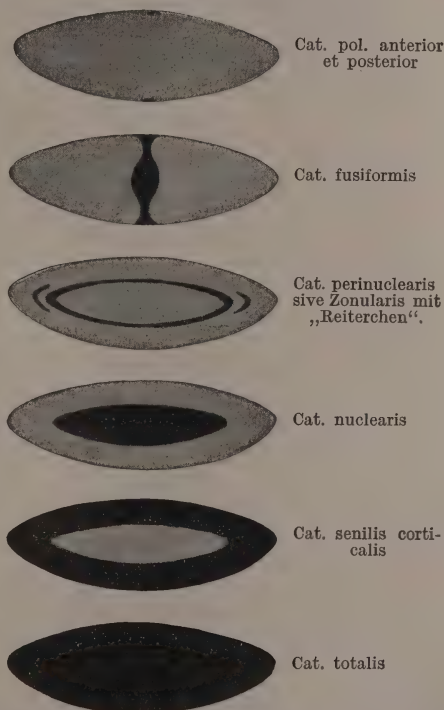 Cat. pol. anterior
et posterior
Cat. fusiformis
Cat. perinuclearis
sive Zonularis mit
„Reiterchen“.
Cat. nuclearis
Cat. senilis corti-
calis
Cat. totalis